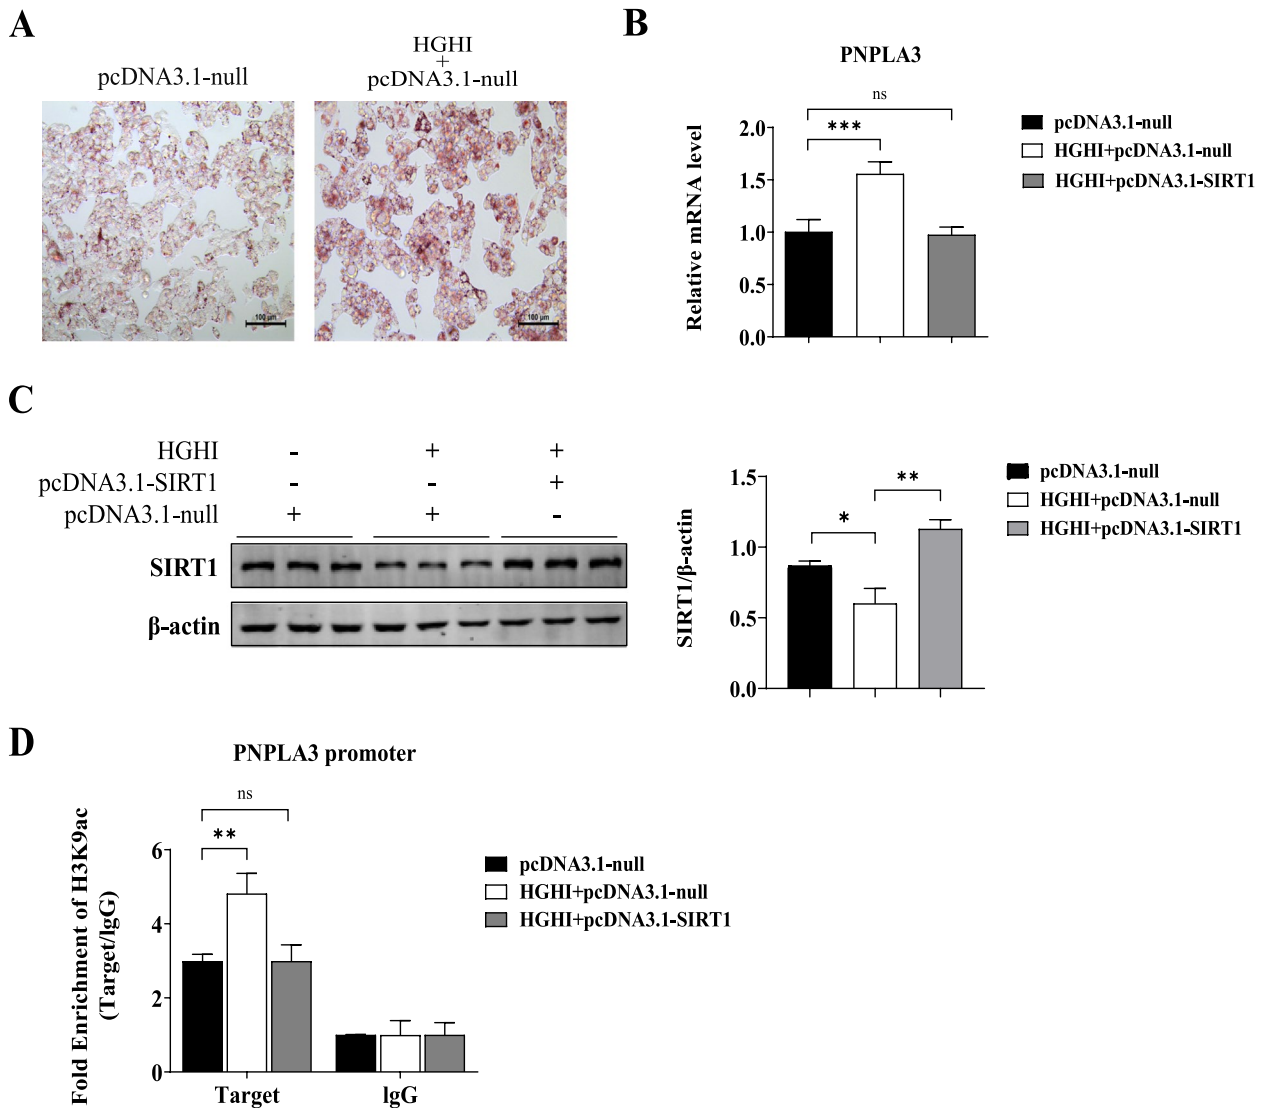 A
pcDNA3.1-null
HGHI
+
pcDNA3.1-null
100 μm
100 μm
B
PNPLA3
ns
***
Relative mRNA level
2.0
1.5
1.0
0.5
0.0
pcDNA3.1-null
HGHI+pcDNA3.1-null
HGHI+pcDNA3.1-SIRT1
C
HGHI - + +
pcDNA3.1-SIRT1 - - +
pcDNA3.1-null + + -
SIRT1
β-actin
SIRT1/β-actin
1.5
1.0
0.5
0.0
*
**
pcDNA3.1-null
HGHI+pcDNA3.1-null
HGHI+pcDNA3.1-SIRT1
D
PNPLA3 promoter
ns
**
Fold Enrichment of H3K9ac
(Target/lgG)
6
4
2
0
Target lgG
pcDNA3.1-null
HGHI+pcDNA3.1-null
HGHI+pcDNA3.1-SIRT1